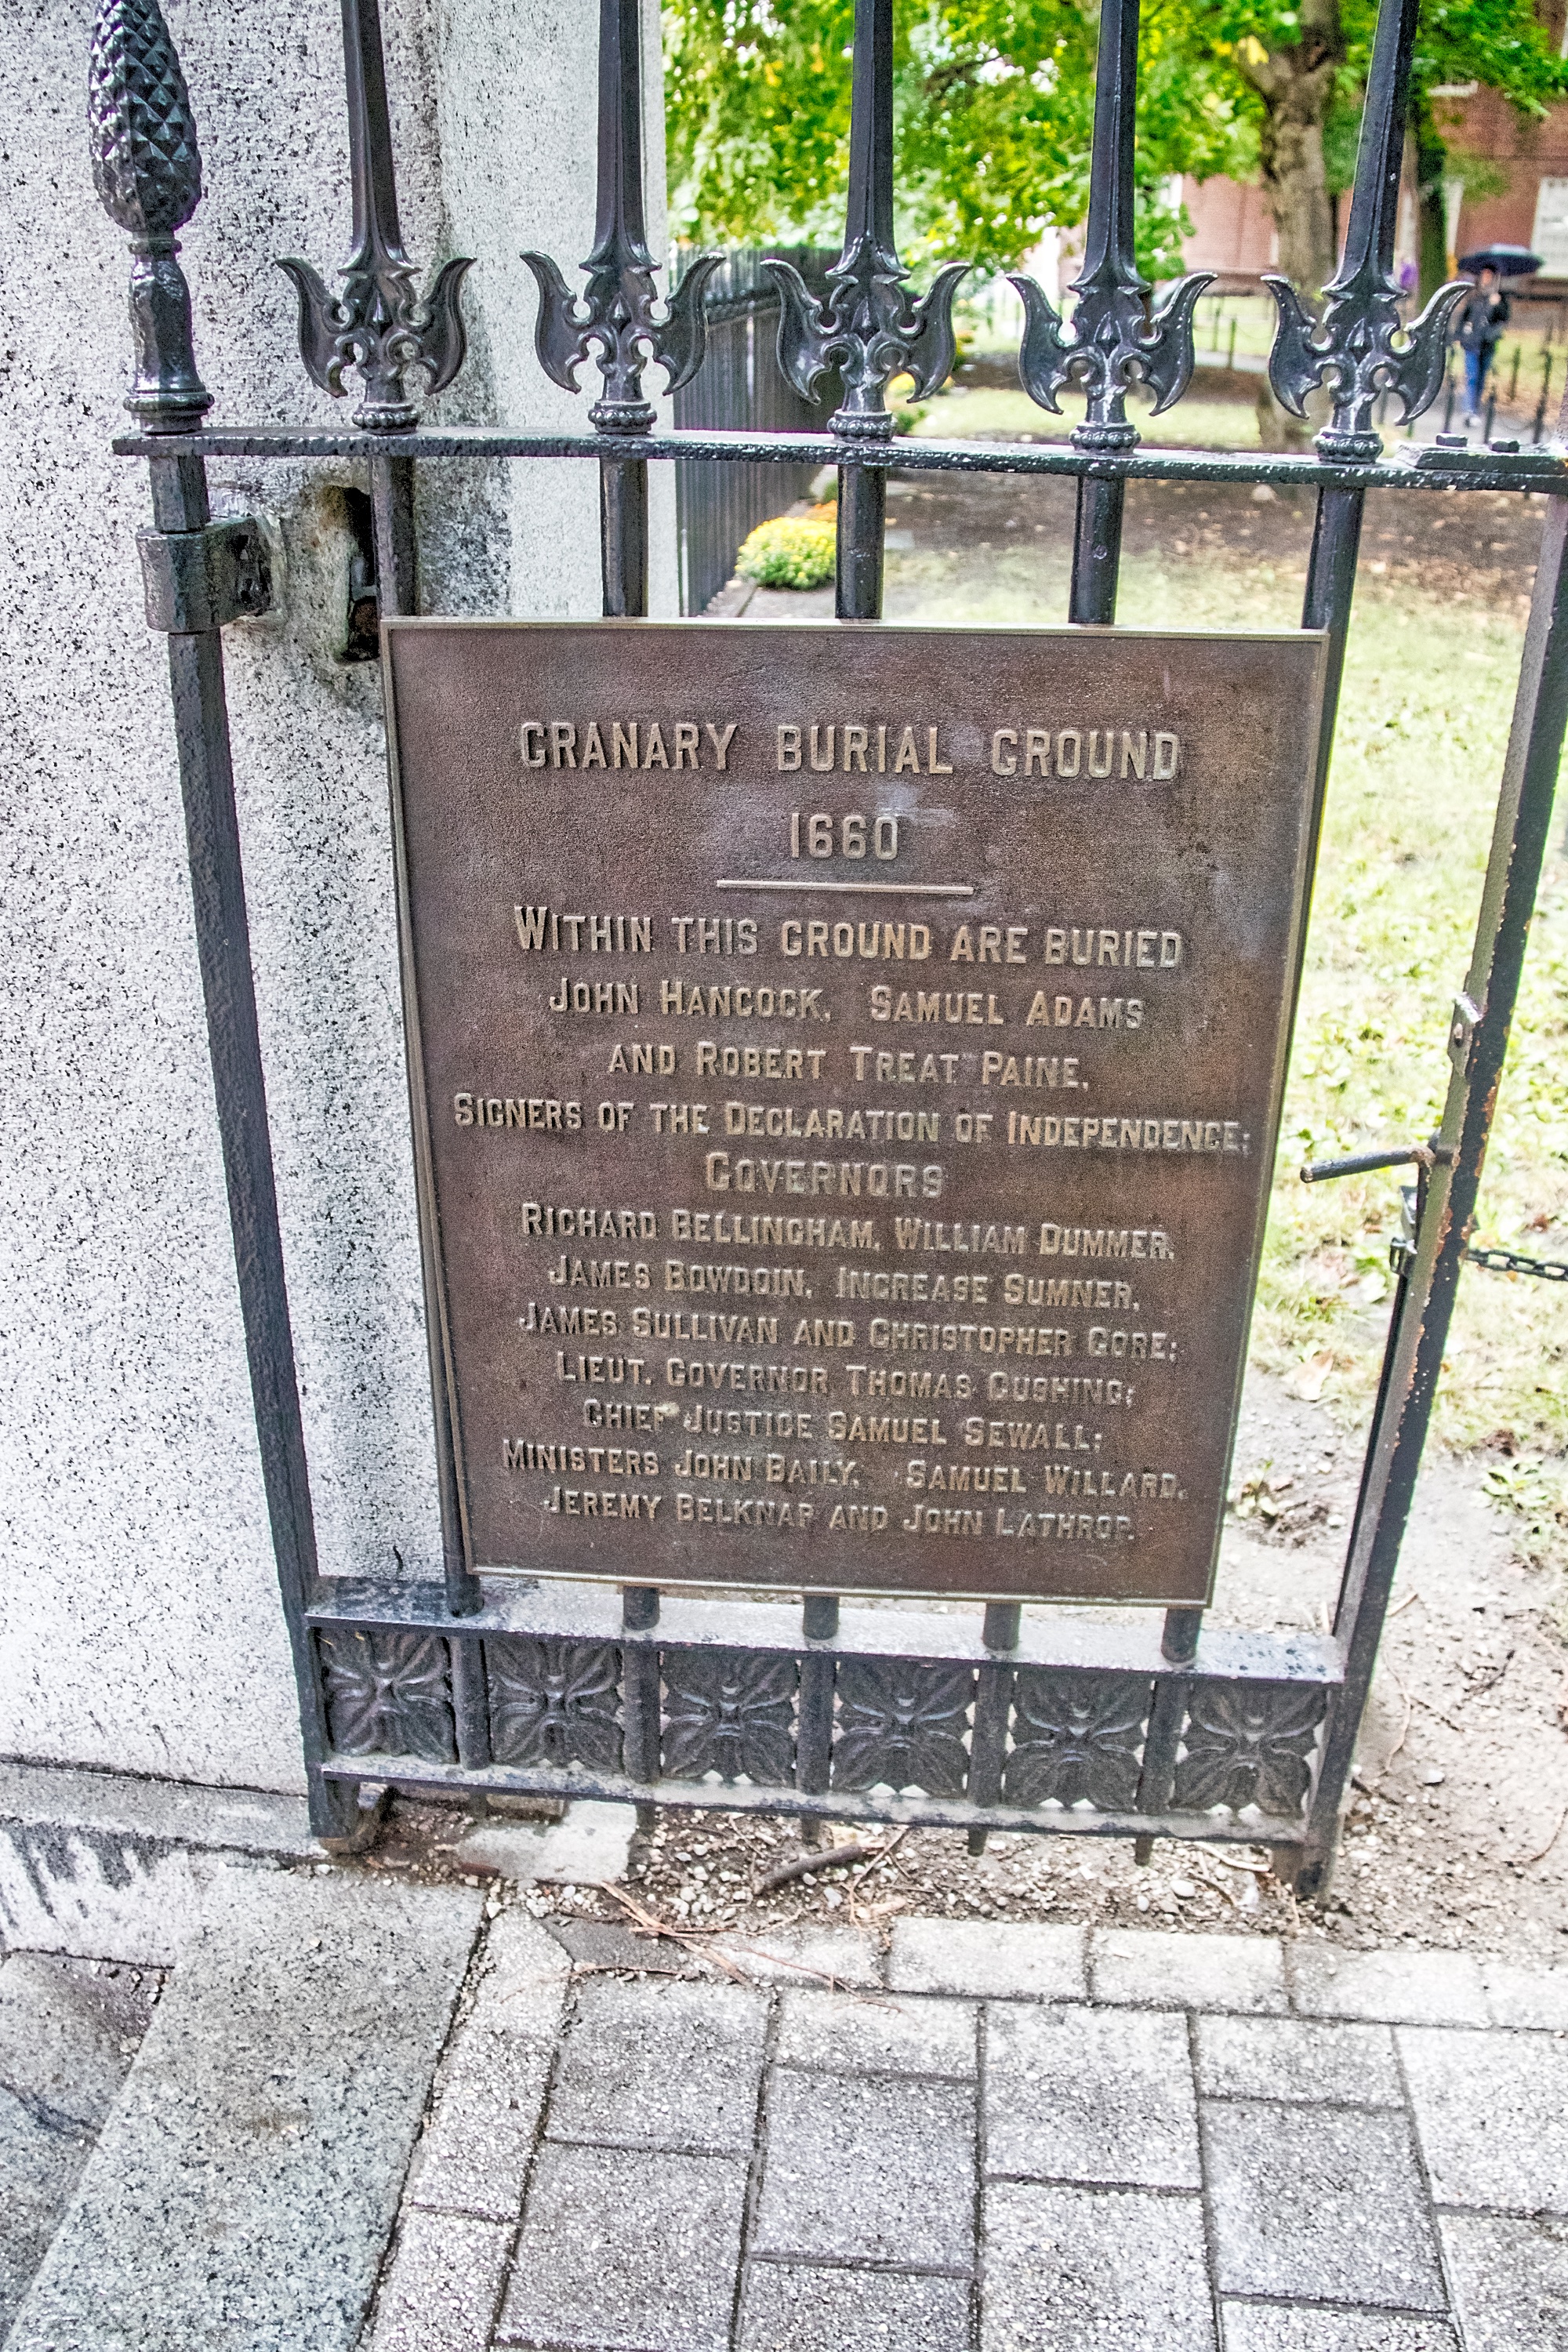 GRANARY BURIAL GROUND
1660
WITHIN THIS GROUND ARE BURIED
JOHN HANCOCK, SAMUEL ADAMS
AND ROBERT TREAT PAINE,
SIGNERS OF THE DECLARATION OF INDEPENDENCE;
GOVERNORS
RICHARD BELLINGHAM, WILLIAM DUMMER,
JAMES BOWDOIN, INCREASE SUMNER,
JAMES SULLIVAN AND CHRISTOPHER GORE;
LIEUT. GOVERNOR THOMAS CUSHING;
CHIEF JUSTICE SAMUEL SEWALL;
MINISTERS JOHN BAILY, SAMUEL WILLARD,
JEREMY BELKNAP AND JOHN LATHROP.